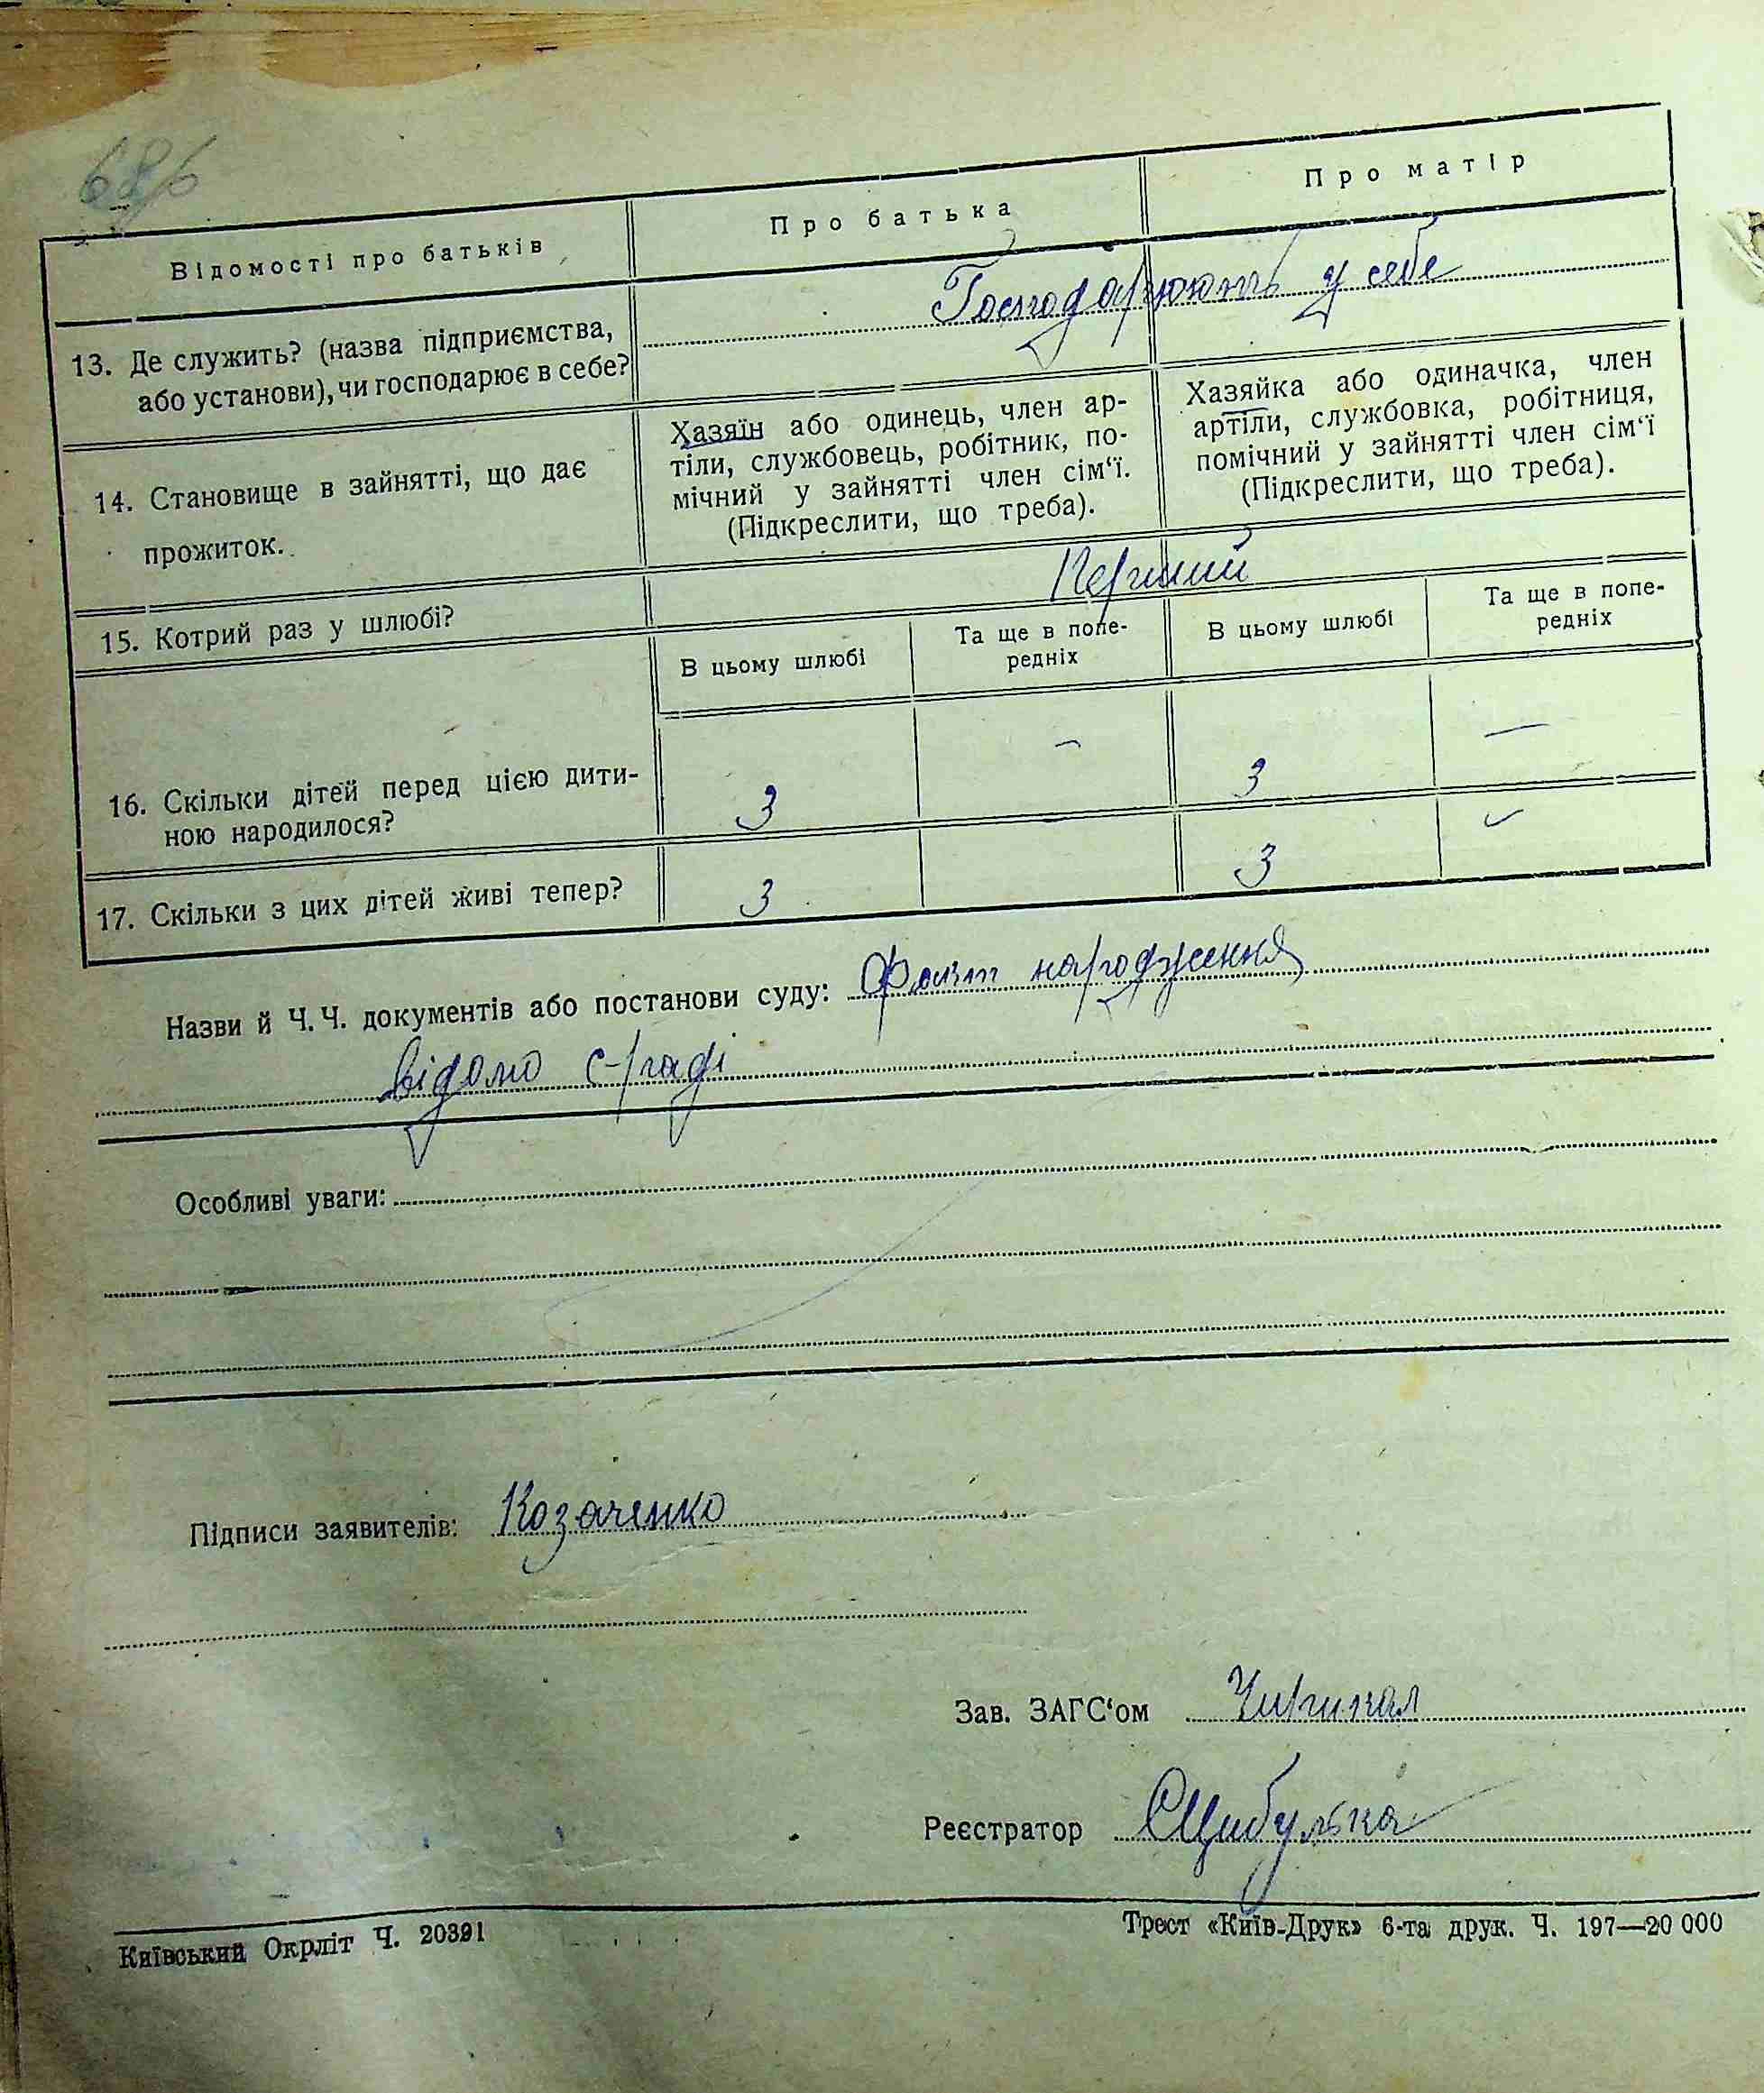 Відомості про батьків
Про батька
Про матір
13. Де служить? (назва підприємства,
або установи), чи господарює в себе?
Господарюють у себе
14. Становище в зайнятті, що дає
прожиток.
Хазяїн або одинець, член ар-
тіли, службовець, робітник, по-
мічний у зайнятті член сім‘ї.
(Підкреслити, що треба).
Хазяйка або одиначка, член
артіли, службовка, робітниця,
помічний у зайнятті член сім‘ї
(Підкреслити, що треба).
15. Котрий раз у шлюбі?
Перший
В цьому шлюбі
Та ще в попе-
редніх
В цьому шлюбі
Та ще в попе-
редніх
16. Скільки дітей перед цією дити-
ною народилося?
3 – 3 –
17. Скільки з цих дітей живі тепер?
3 3
Назви й Ч.Ч. документів або постанови суду: Факт народження
відомо с-раді
Особливі уваги:
Підписи заявителів: Козаченко
Зав. ЗАГС‘ом
Реєстратор СЦибулька
Київський Окрліт Ч. 20391
Трест «Київ-Друк» 6-та друк. Ч. 197—20 000